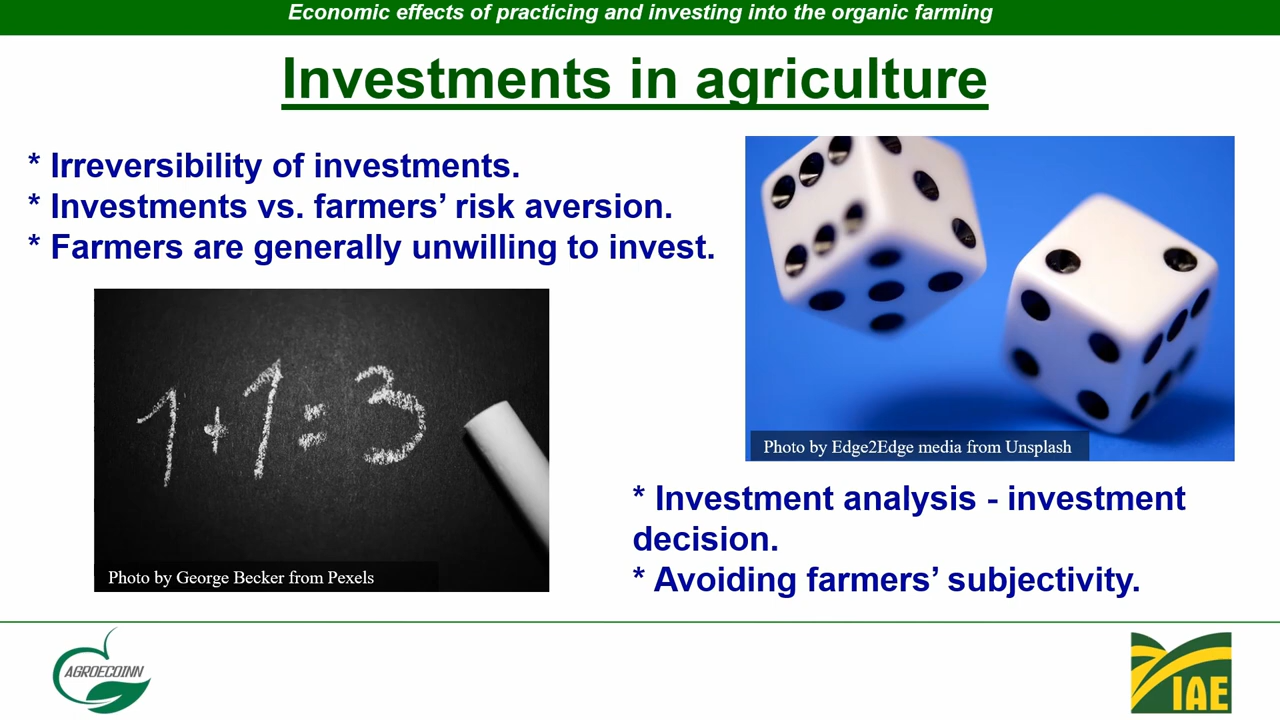 Economic effects of practicing and investing into the organic farming
Investments in agriculture
* Irreversibility of investments.
* Investments vs. farmers’ risk aversion.
* Farmers are generally unwilling to invest.
1+1=3
Photo by George Becker from Pexels
Photo by Edge2Edge media from Unsplash
* Investment analysis - investment
decision.
* Avoiding farmers’ subjectivity.
AGROECOINN
IAE